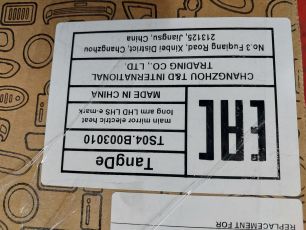 TangDe
TS04.B003010
main mirror electric heat
long arm LHD LHS e-mark
MADE IN CHINA
CHANGZHOU T&D INTERNATIONAL
TRADING CO., LTD
No.3 Fuqiang Road, Xinbei District, Changzhou
213125, Jiangsu, China
EAC
REPLACEMENT FOR